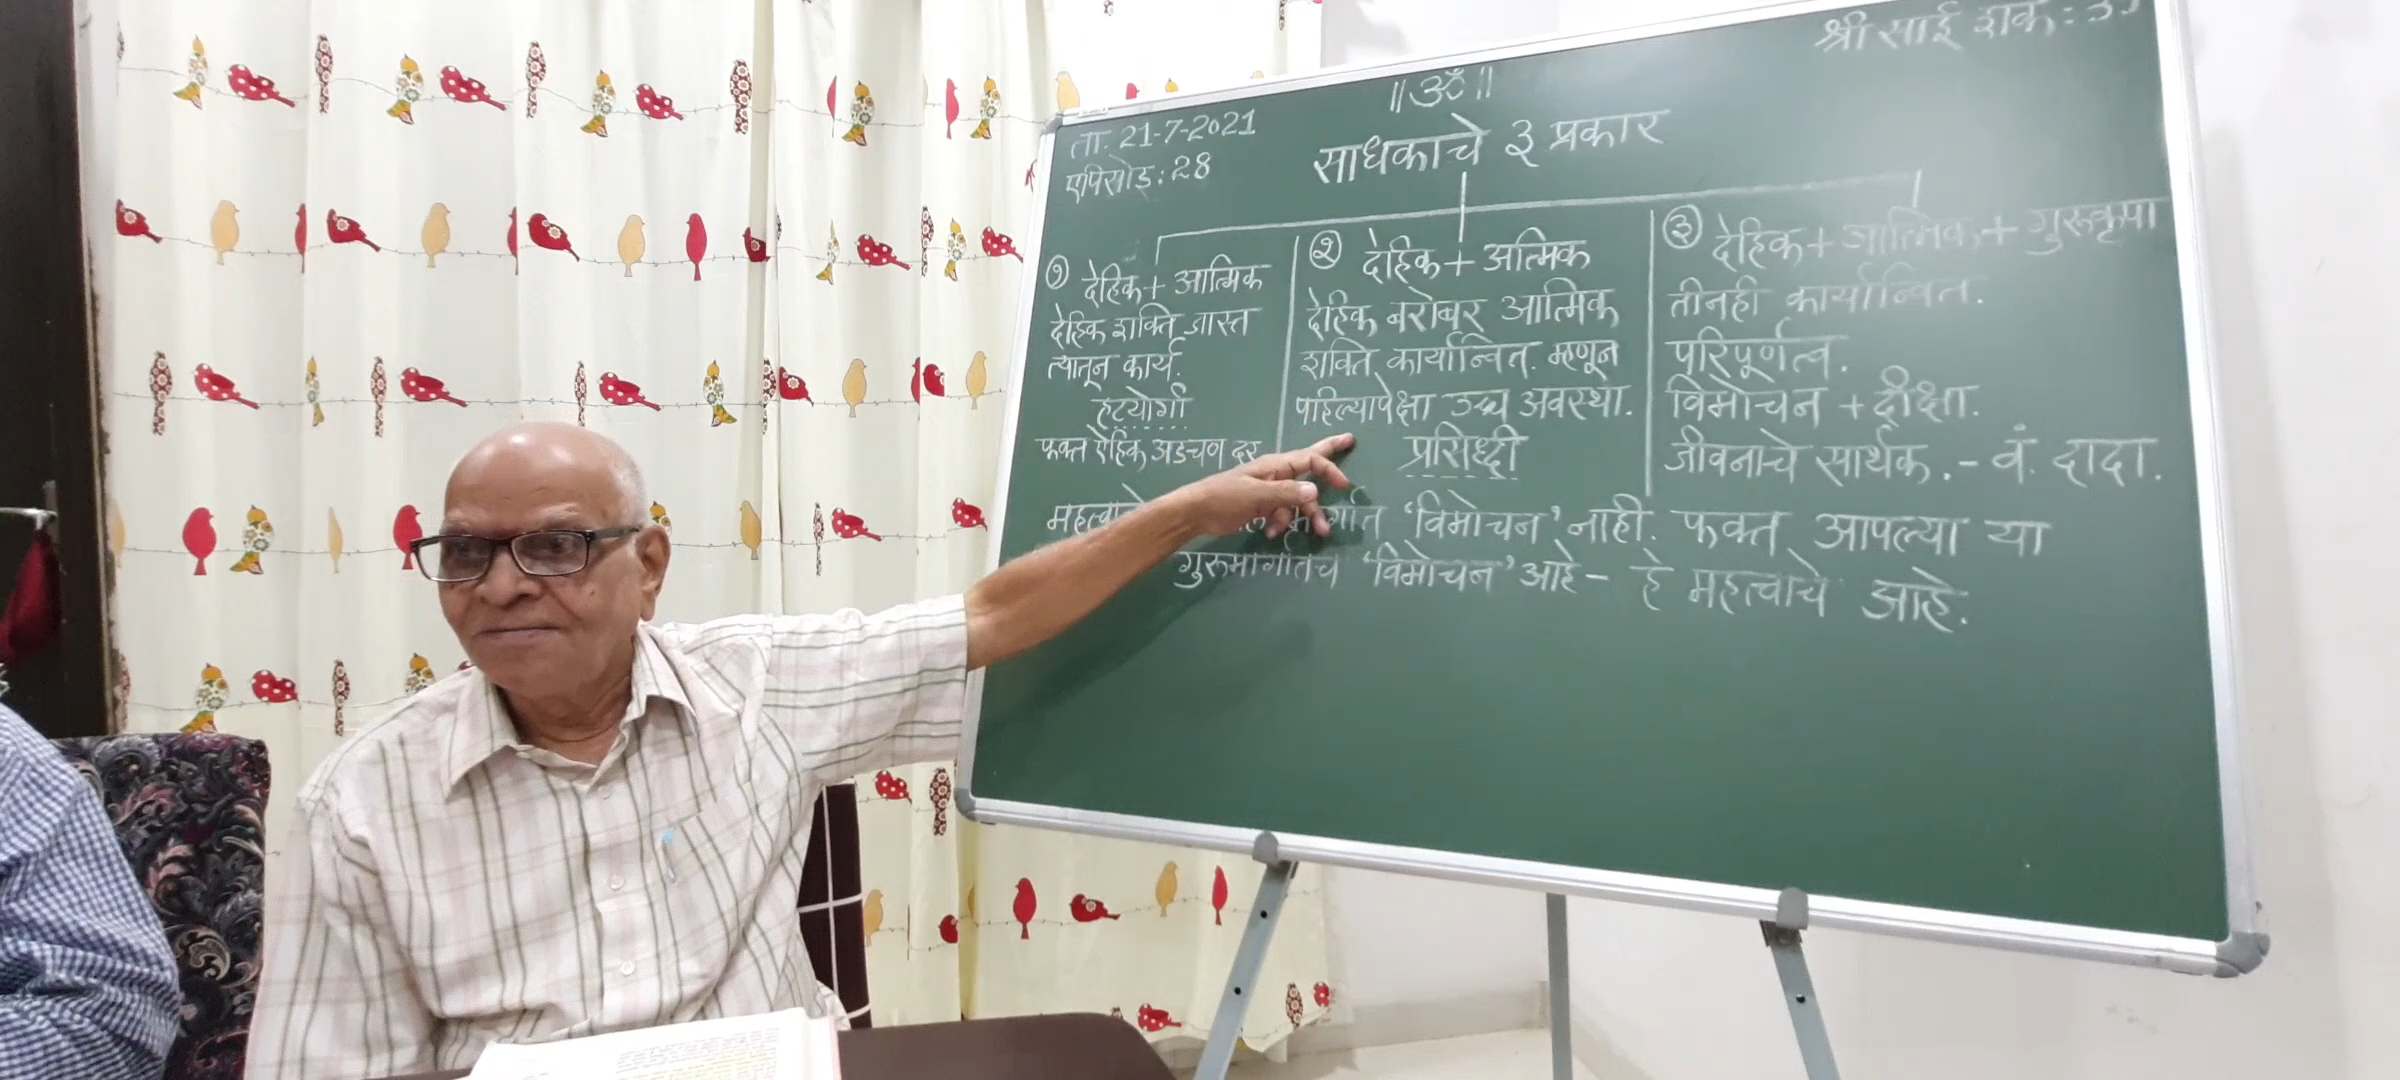 श्री साई शक:
॥ॐ॥
ता. 21-7-2021
एपिसोड: 28
साधकाचे ३ प्रकार
① देहिक + आत्मिक
देहिक शक्ति जास्त
त्यातून कार्य.
हटयोगी
फक्त ऐहिक अडचण दूर
② देहिक + अत्मिक
देहिक बरोबर आत्मिक
शक्ति कार्यान्वित. म्हणून
पहिल्यापेक्षा उच्च अवस्था.
प्रसिध्दी
③ देहिक + आत्मिक + गुरूकृपा
तीनही कार्यान्वित.
परिपूर्णत्व.
विमोचन + दीक्षा.
जीवनाचे सार्थक. - वं. दादा.
'विमोचन' नाही. फक्त आपल्या या
गुरूमार्गातच 'विमोचन' आहे - हे महत्वाचे आहे.